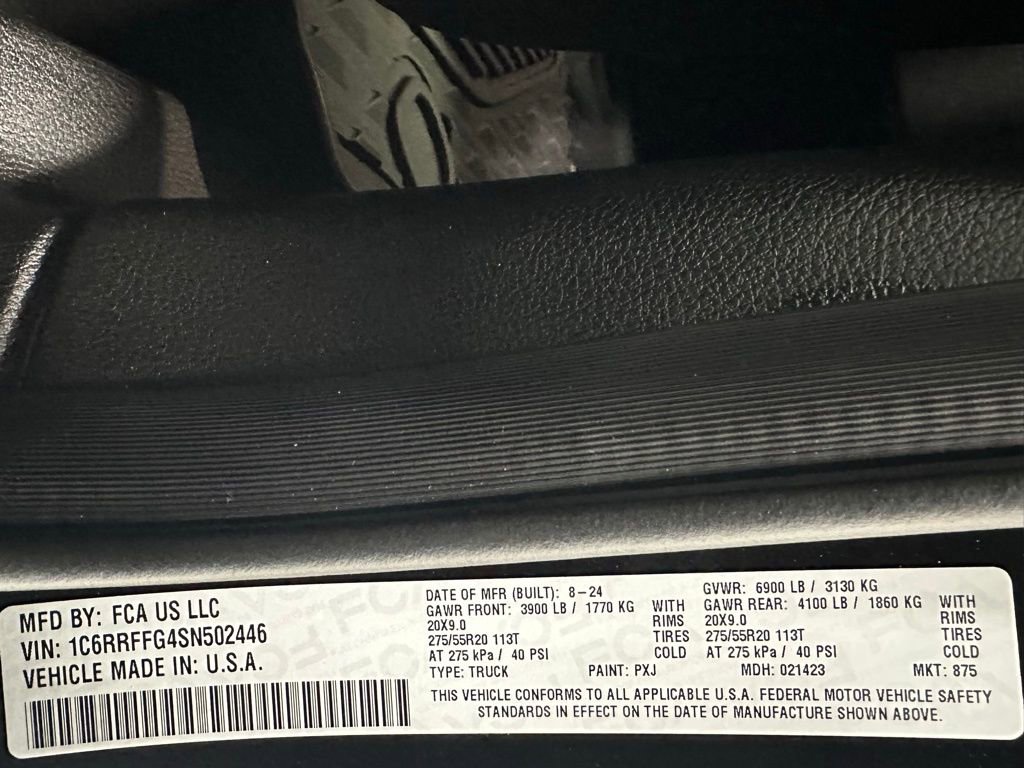 MFD BY: FCA US LLC
VIN: 1C6RRFFG4SN502446
VEHICLE MADE IN: U.S.A.
DATE OF MFR (BUILT): 8-24
GAWR FRONT: 3900 LB / 1770 KG WITH
20X9.0 RIMS
275/55R20 113T TIRES
AT 275 kPa / 40 PSI COLD
TYPE: TRUCK
GVWR: 6900 LB / 3130 KG
GAWR REAR: 4100 LB / 1860 KG WITH
20X9.0 RIMS
275/55R20 113T TIRES
AT 275 kPa / 40 PSI COLD
PAINT: PXJ MDH: 021423 MKT: 875
THIS VEHICLE CONFORMS TO ALL APPLICABLE U.S.A. FEDERAL MOTOR VEHICLE SAFETY
STANDARDS IN EFFECT ON THE DATE OF MANUFACTURE SHOWN ABOVE.